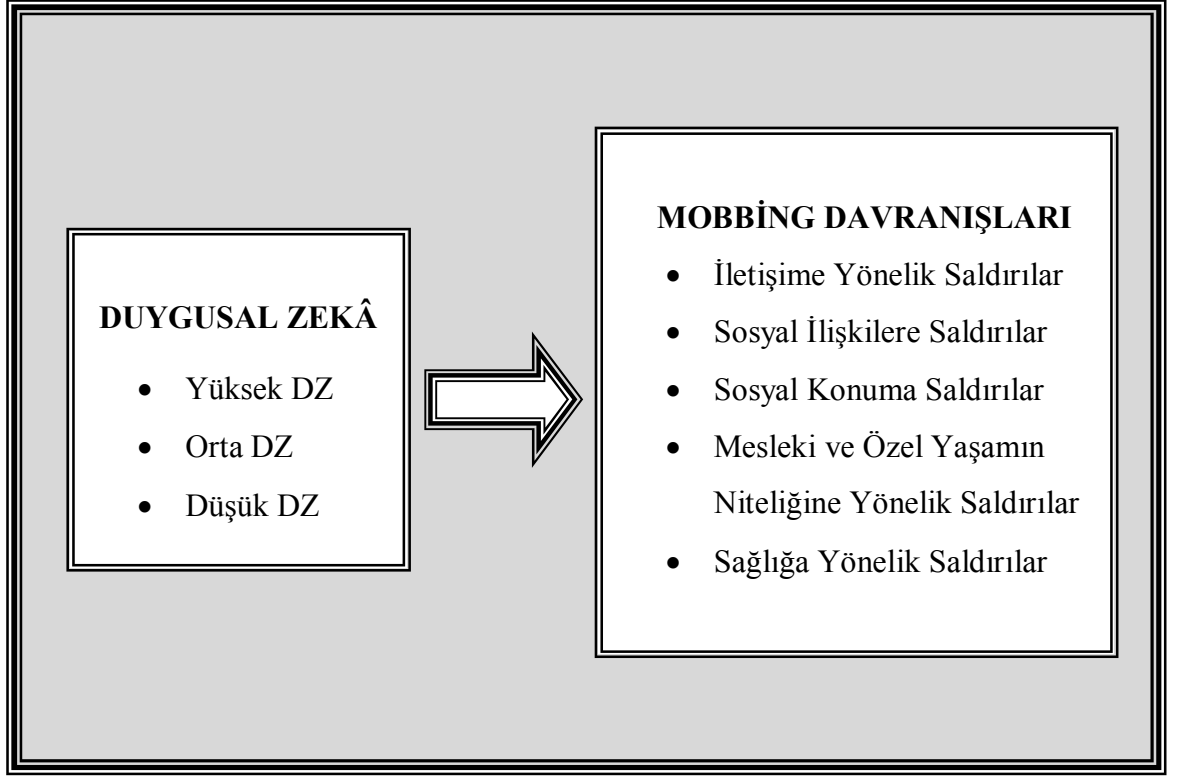 DUYGUSAL ZEKÂ
• Yüksek DZ
• Orta DZ
• Düşük DZ
MOBBİNG DAVRANIŞLARI
• İletişime Yönelik Saldırılar
• Sosyal İlişkilere Saldırılar
• Sosyal Konuma Saldırılar
• Mesleki ve Özel Yaşamın
Niteliğine Yönelik Saldırılar
• Sağlığa Yönelik Saldırılar